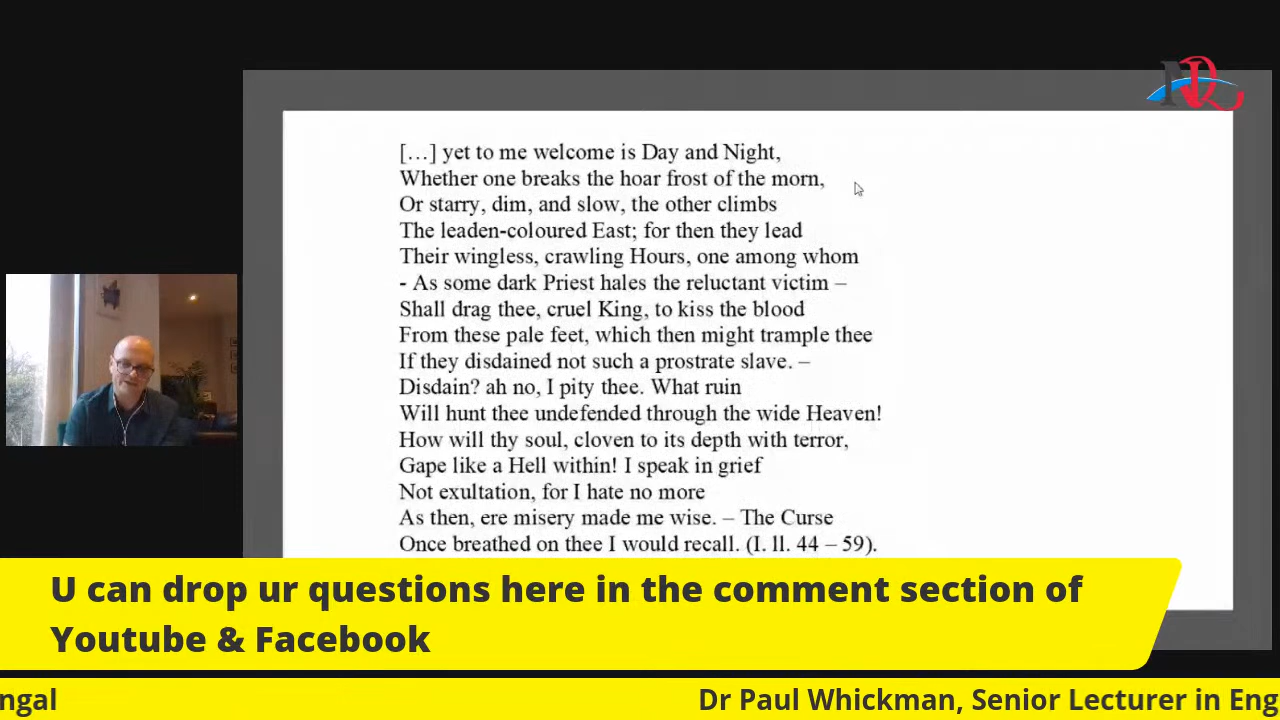 […] yet to me welcome is Day and Night,
Whether one breaks the hoar frost of the morn,
Or starry, dim, and slow, the other climbs
The leaden-coloured East; for then they lead
Their wingless, crawling Hours, one among whom
- As some dark Priest hales the reluctant victim –
Shall drag thee, cruel King, to kiss the blood
From these pale feet, which then might trample thee
If they disdained not such a prostrate slave. –
Disdain? ah no, I pity thee. What ruin
Will hunt thee undefended through the wide Heaven!
How will thy soul, cloven to its depth with terror,
Gape like a Hell within! I speak in grief
Not exultation, for I hate no more
As then, ere misery made me wise. – The Curse
Once breathed on thee I would recall. (I. ll. 44 – 59).
U can drop ur questions here in the comment section of
Youtube & Facebook
ngal Dr Paul Whickman, Senior Lecturer in Eng